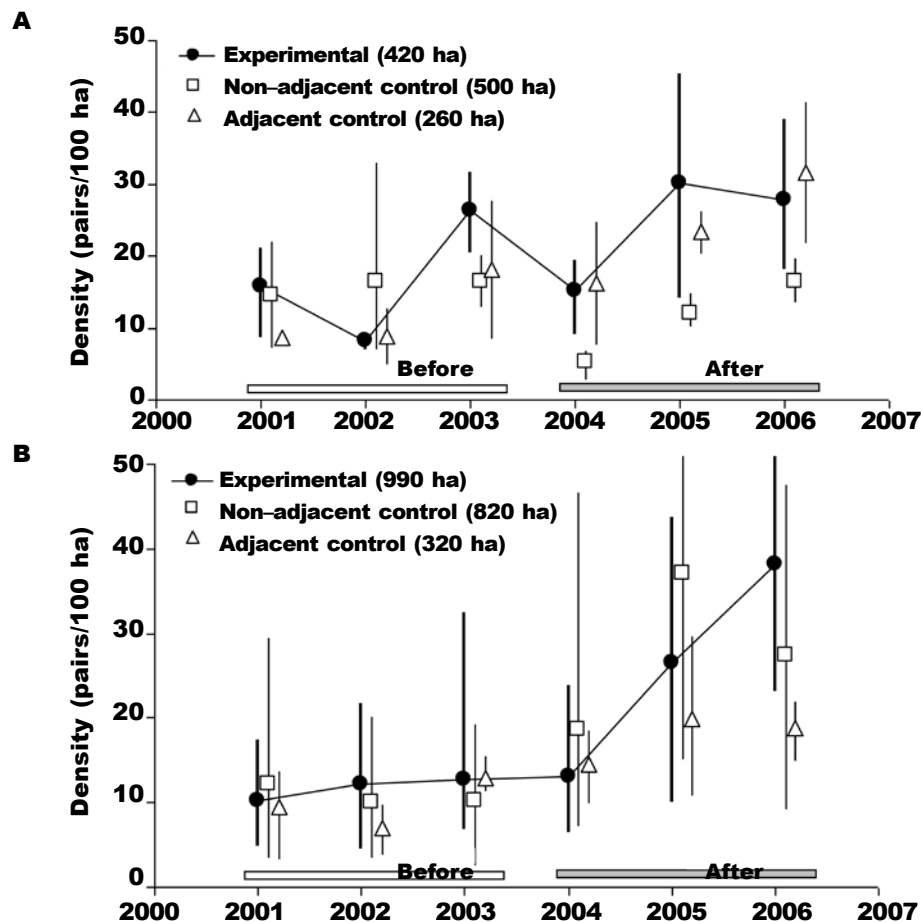 A
50
Experimental (420 ha)
Non–adjacent control (500 ha)
Adjacent control (260 ha)
40
30
20
10
0
Density (pairs/100 ha)
Before
After
2000 2001 2002 2003 2004 2005 2006 2007
B
50
Experimental (990 ha)
Non–adjacent control (820 ha)
Adjacent control (320 ha)
40
30
20
10
0
Density (pairs/100 ha)
Before
After
2000 2001 2002 2003 2004 2005 2006 2007